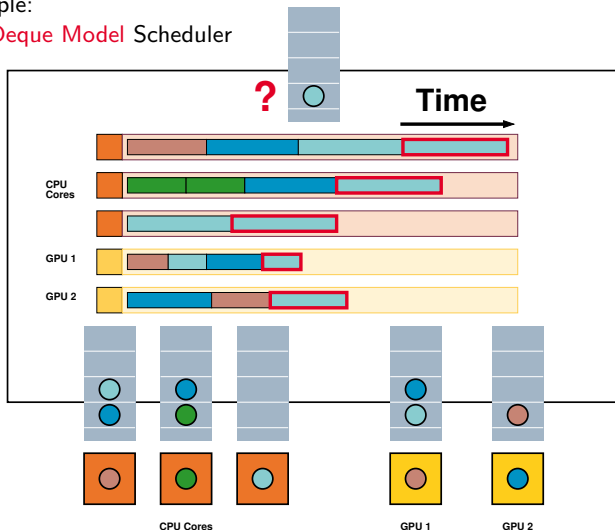 ple:
Deque Model Scheduler
?
Time
CPU
Cores
GPU 1
GPU 2
CPU Cores
GPU 1
GPU 2